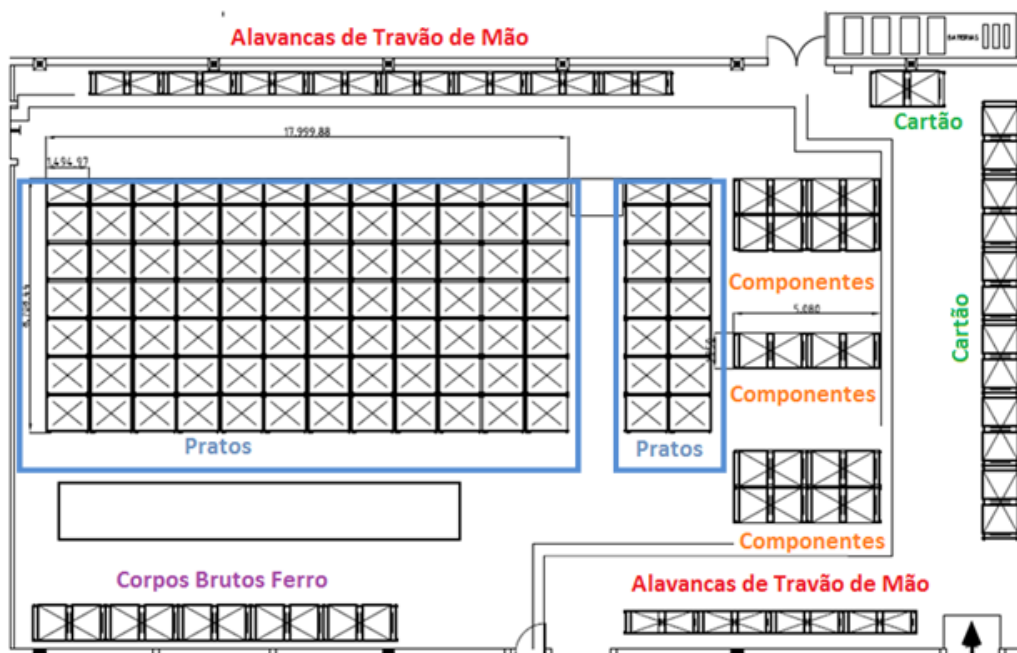 Alavancas de Travão de Mão
BATERIAS
Cartão
17.999.88
1.494.97
Componentes
5.080
Cartão
Componentes
Pratos
Pratos
Componentes
Corpos Brutos Ferro
Alavancas de Travão de Mão